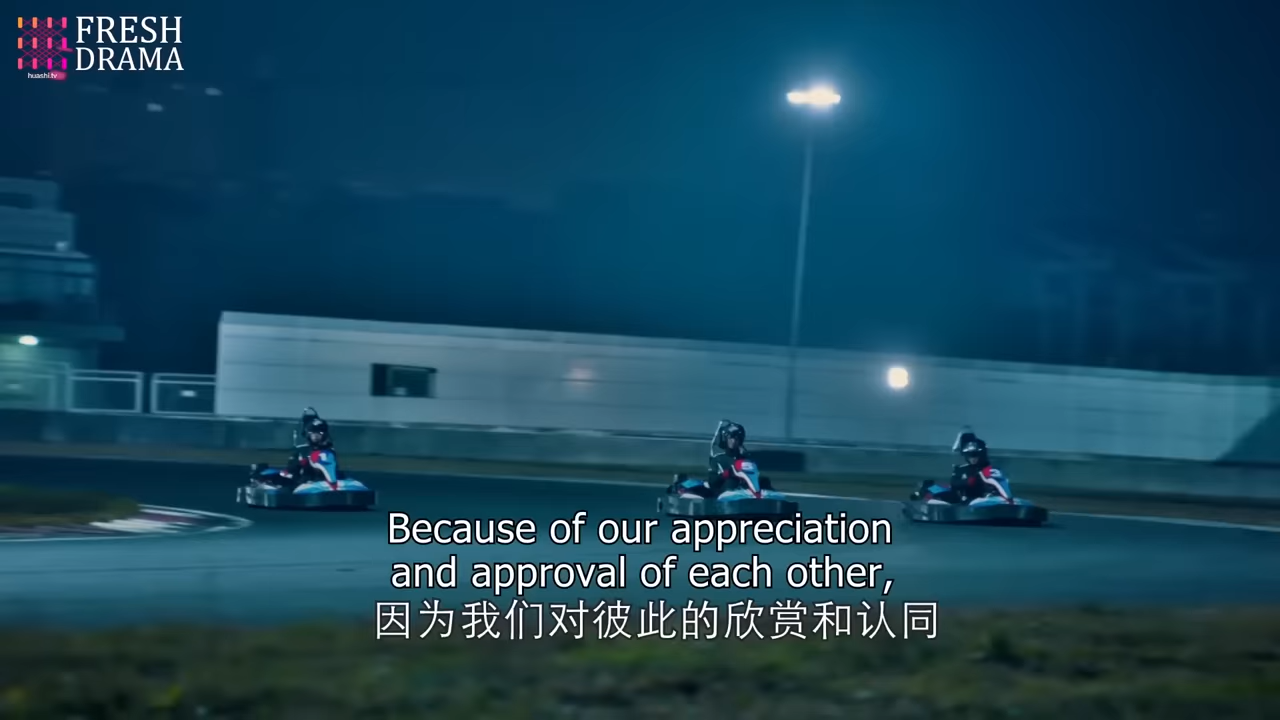 FRESH
DRAMA
huashi.tv
Because of our appreciation
and approval of each other,
因为我们对彼此的欣赏和认同